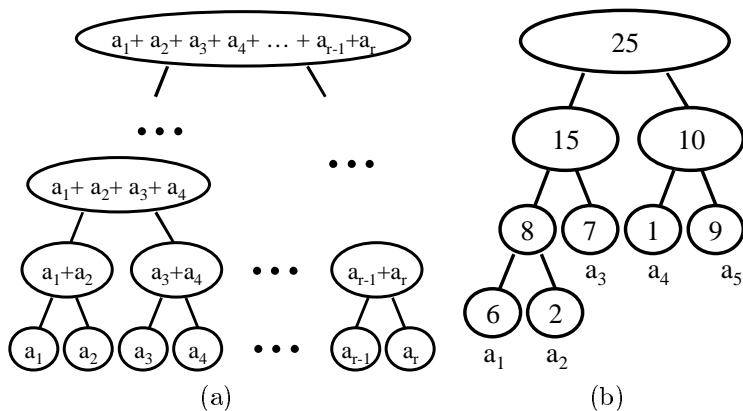 a₁+ a₂+ a₃+ a₄+ … + aᵣ₋₁+aᵣ
• • •
• • •
a₁+ a₂ + a₃+ a₄
a₁+a₂ a₃+a₄ • • • aᵣ₋₁+aᵣ
a₁ a₂ a₃ a₄ • • • aᵣ₋₁ aᵣ
(a)
25
15 10
8 7 1 9
a₃ a₄ a₅
6 2
a₁ a₂
(b)